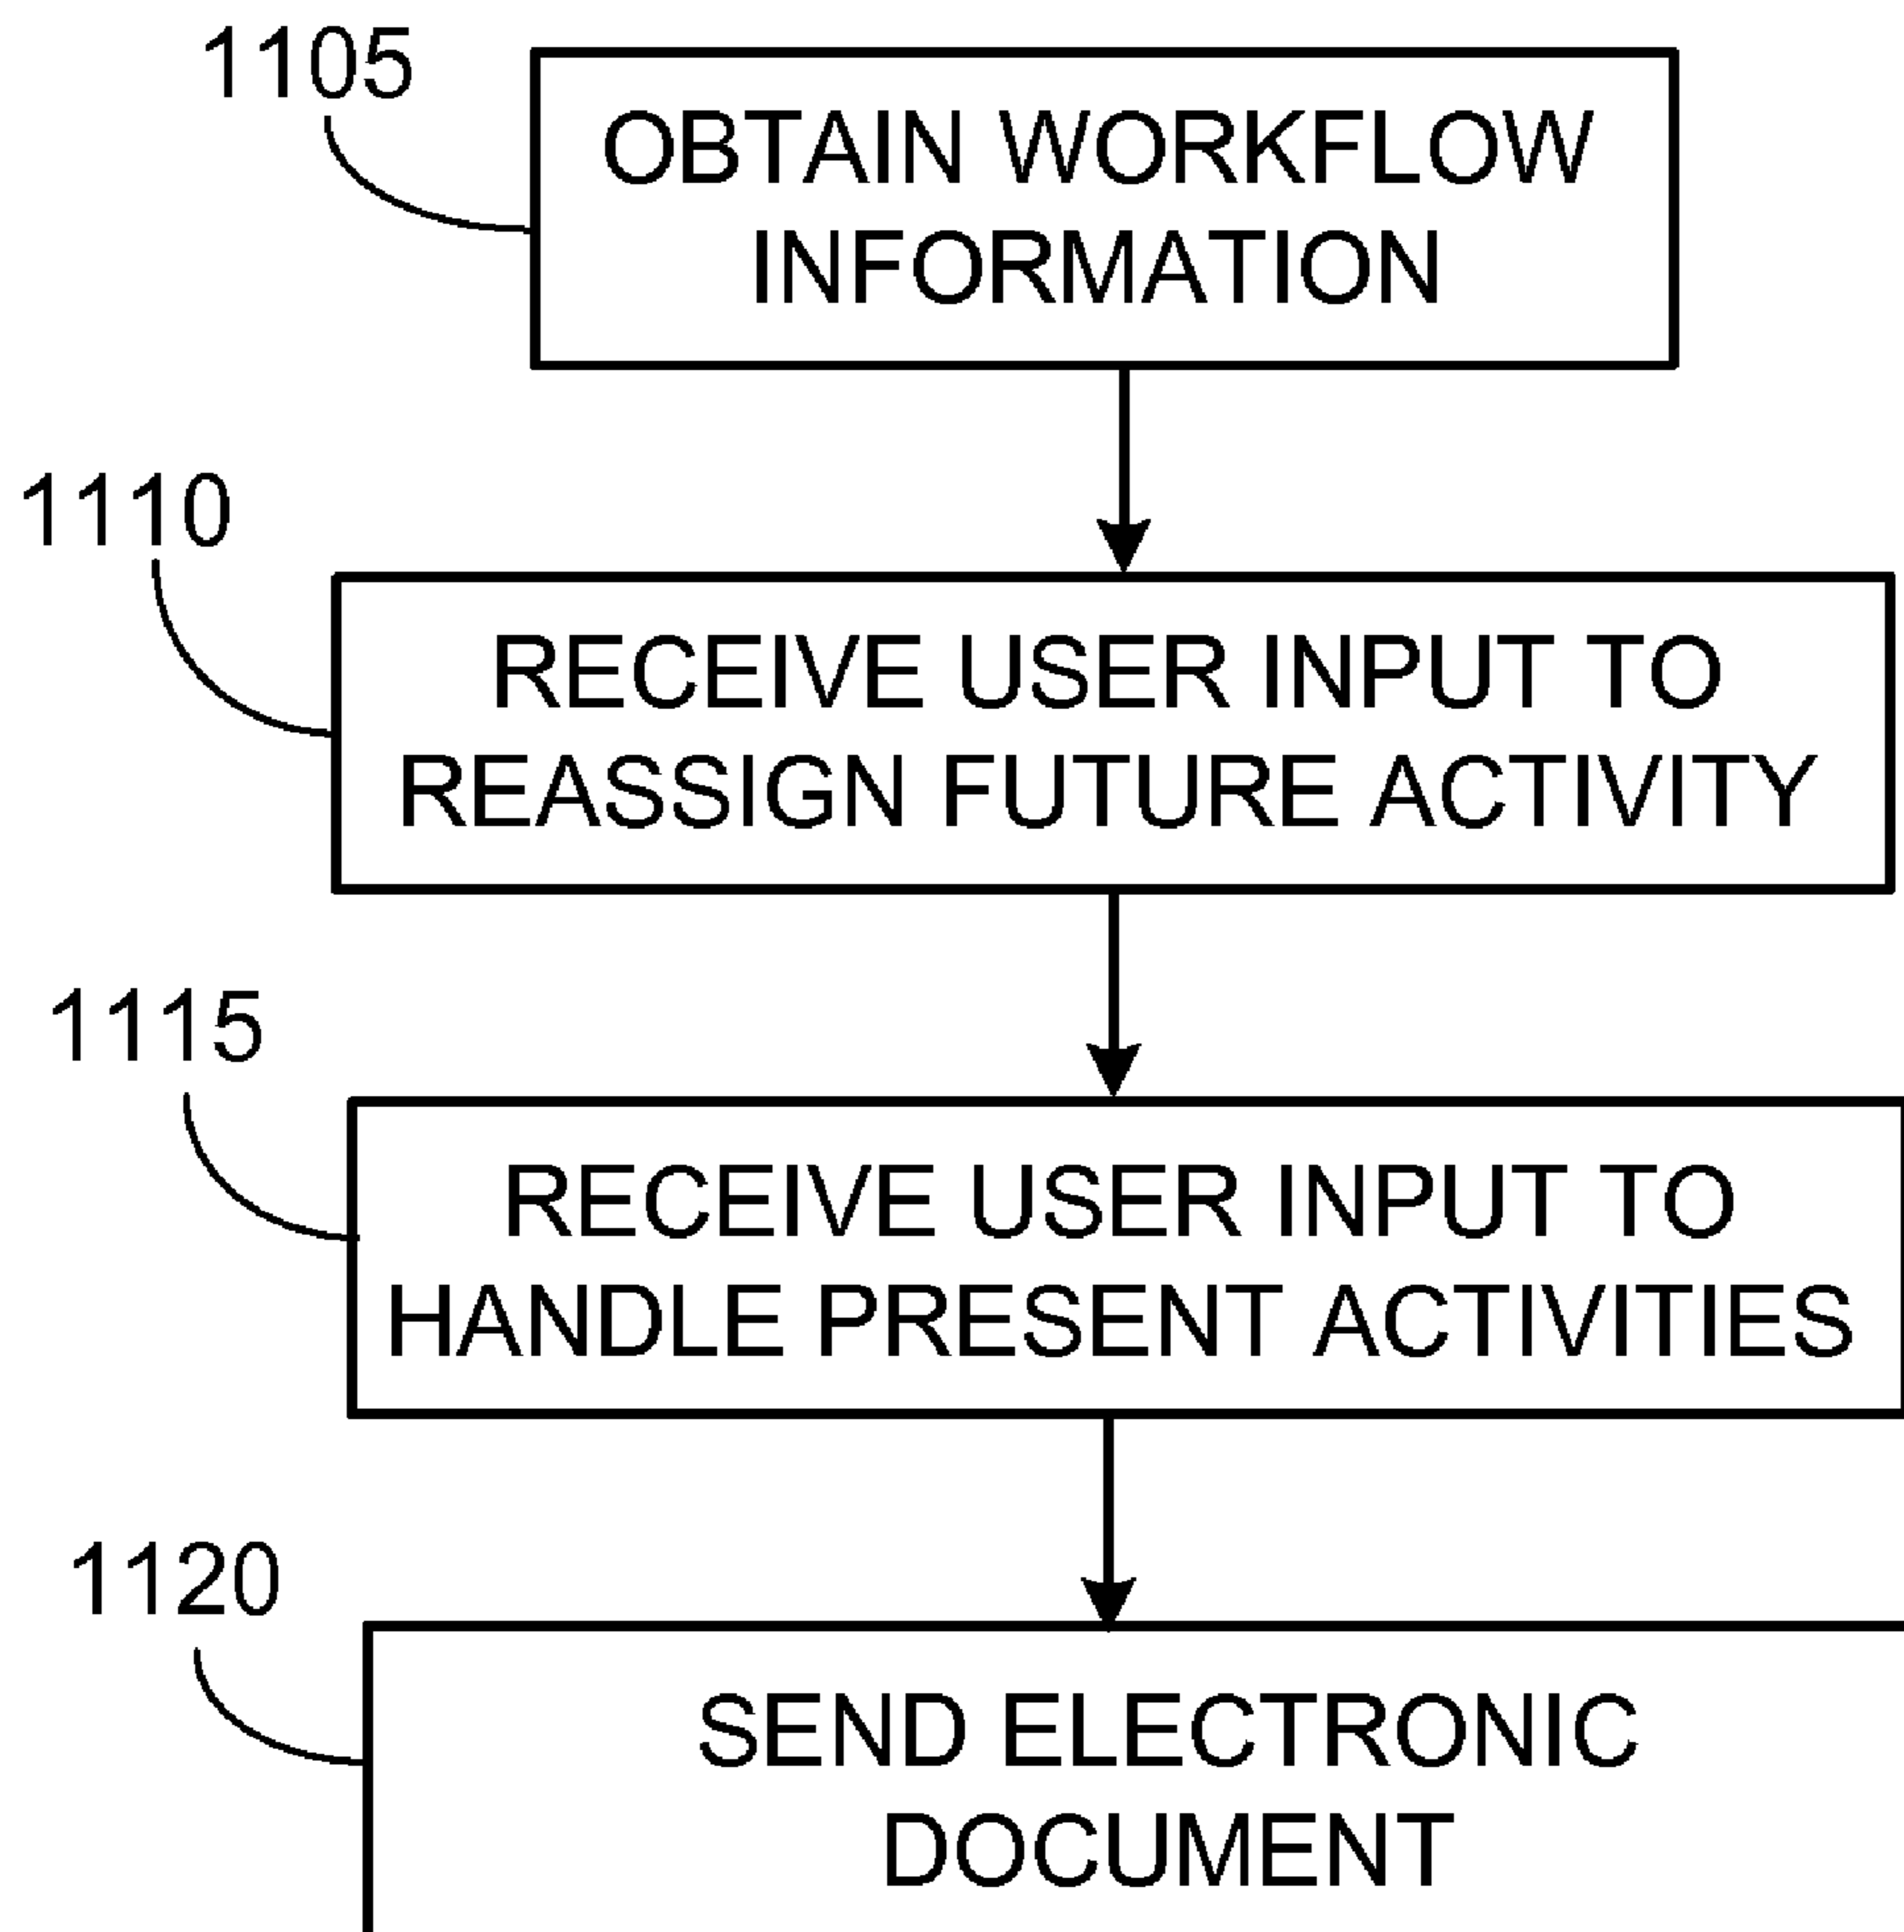 1105
OBTAIN WORKFLOW
INFORMATION
1110
RECEIVE USER INPUT TO
REASSIGN FUTURE ACTIVITY
1115
RECEIVE USER INPUT TO
HANDLE PRESENT ACTIVITIES
1120
SEND ELECTRONIC
DOCUMENT